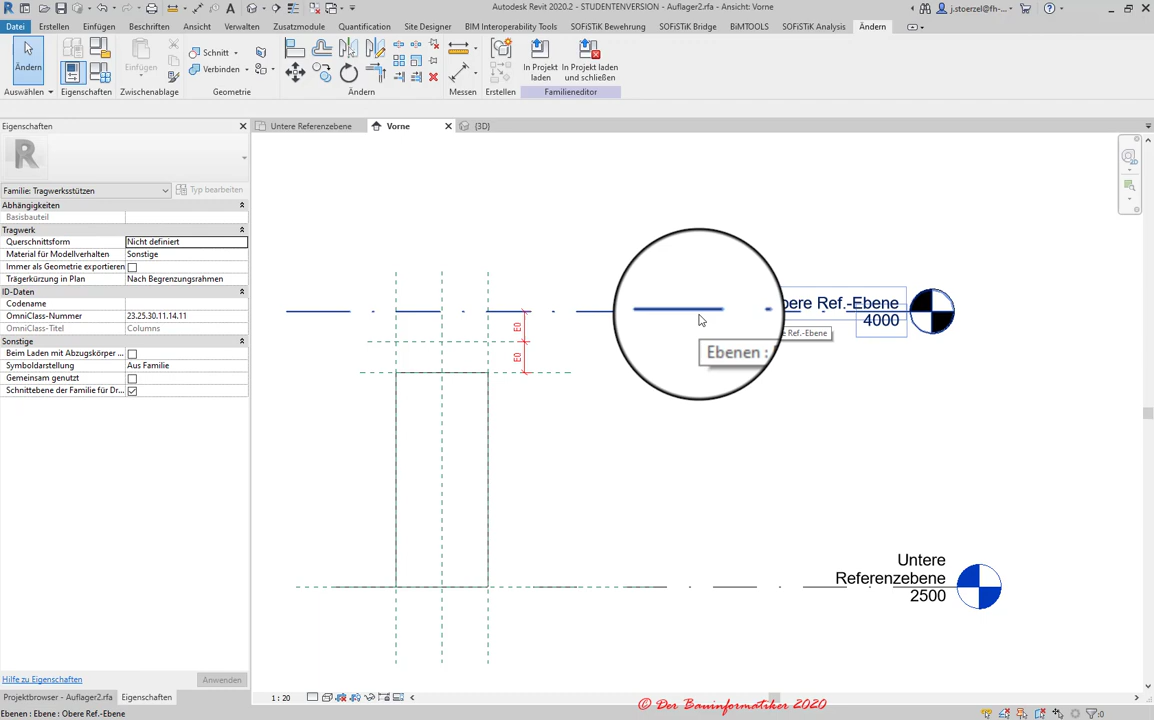 Autodesk Revit 2020.2 - STUDENTENVERSION - Auflager2.rfa - Ansicht: Vorne
j.stoerzel@fh-...
Datei Erstellen Einfügen Beschriften Ansicht Verwalten Zusatzmodule Quantification Site Designer BIM Interoperability Tools SOFiSTiK Bewehrung SOFiSTiK Bridge BiMTOOLS SOFiSTiK Analysis Ändern
Ändern Einfügen Schnitt Verbinden In Projekt laden In Projekt laden und schließen
Auswählen Eigenschaften Zwischenablage Geometrie Ändern Messen Erstellen Familieneditor
Eigenschaften
Untere Referenzebene Vorne {3D}
Familie: Tragwerksstützen Typ bearbeiten
Abhängigkeiten
Basisbauteil
Tragwerk
Querschnittsform Nicht definiert
Material für Modellverhalten Sonstige
Immer als Geometrie exportieren
Trägerkürzung in Plan Nach Begrenzungsrahmen
ID-Daten
Codename
OmniClass-Nummer 23.25.30.11.14.11
OmniClass-Titel Columns
Sonstige
Beim Laden mit Abzugskörper ...
Symboldarstellung Aus Familie
Gemeinsam genutzt
Schnittebene der Familie für Dr...
Hilfe zu Eigenschaften Anwenden
Projektbrowser - Auflager2.rfa Eigenschaften
Ebenen : Ebene : Obere Ref.-Ebene
E0
E0
bere Ref.-Ebene
4000
e Ref.-Ebene
Ebenen :
Untere
Referenzebene
2500
1 : 20
© Der Bauinformatiker 2020
:0